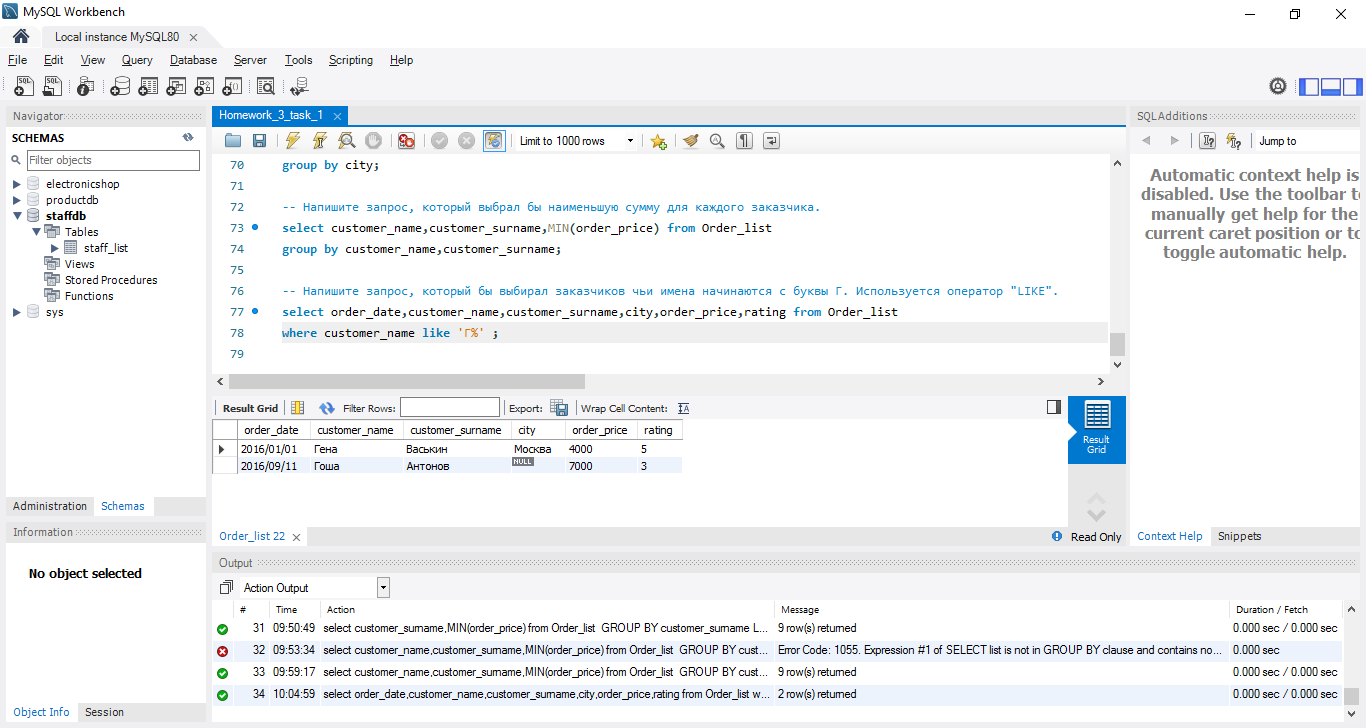 MySQL Workbench
Local instance MySQL80
File Edit View Query Database Server Tools Scripting Help
Navigator
SCHEMAS
Filter objects
electronicshop
productdb
staffdb
Tables
staff_list
Views
Stored Procedures
Functions
sys
Administration Schemas
Information
No object selected
Object Info Session
Homework_3_task_1
Limit to 1000 rows
70 group by city;
71
72 -- Напишите запрос, который выбрал бы наименьшую сумму для каждого заказчика.
73 select customer_name,customer_surname,MIN(order_price) from Order_list
74 group by customer_name,customer_surname;
75
76 -- Напишите запрос, который бы выбирал заказчиков чьи имена начинаются с буквы Г. Используется оператор "LIKE".
77 select order_date,customer_name,customer_surname,city,order_price,rating from Order_list
78 where customer_name like 'Г%' ;
79
Result Grid Filter Rows: Export: Wrap Cell Content:
order_date customer_name customer_surname city order_price rating
2016/01/01 Гена Васькин Москва 4000 5
2016/09/11 Гоша Антонов NULL 7000 3
Result Grid
Order_list 22
Read Only
Output
Action Output
# Time Action Message Duration / Fetch
31 09:50:49 select customer_surname,MIN(order_price) from Order_list GROUP BY customer_surname L... 9 row(s) returned 0.000 sec / 0.000 sec
32 09:53:34 select customer_name,customer_surname,MIN(order_price) from Order_list GROUP BY cust... Error Code: 1055. Expression #1 of SELECT list is not in GROUP BY clause and contains no... 0.000 sec
33 09:59:17 select customer_name,customer_surname,MIN(order_price) from Order_list GROUP BY cust... 9 row(s) returned 0.000 sec / 0.000 sec
34 10:04:59 select order_date,customer_name,customer_surname,city,order_price,rating from Order_list w... 2 row(s) returned 0.000 sec / 0.000 sec
SQLAdditions
Jump to
Automatic context help is
disabled. Use the toolbar to
manually get help for the
current caret position or to
toggle automatic help.
Context Help Snippets